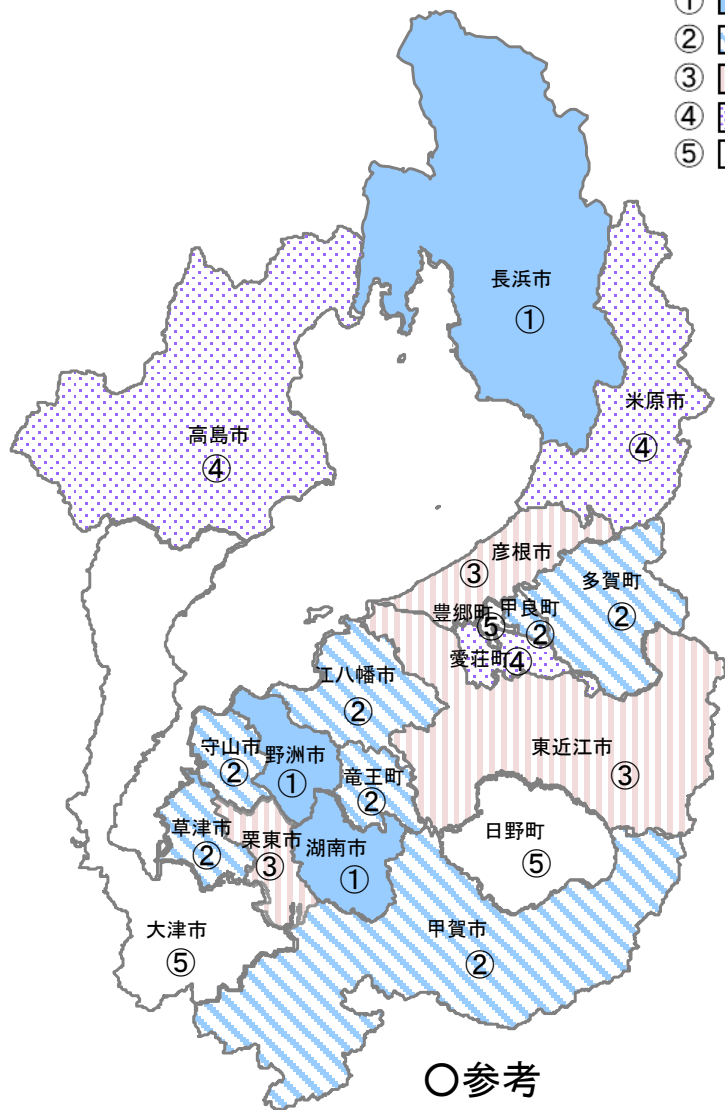 ①
②
③
④
⑤
長浜市
①
米原市
④
高島市
④
彦根市
③
多賀町
②
豊郷町
⑤
甲良町
②
愛荘町
④
工八幡市
②
東近江市
③
守山市
②
野洲市
①
竜王町
②
草津市
②
栗東市
③
湖南市
①
日野町
⑤
大津市
⑤
甲賀市
②
〇参考